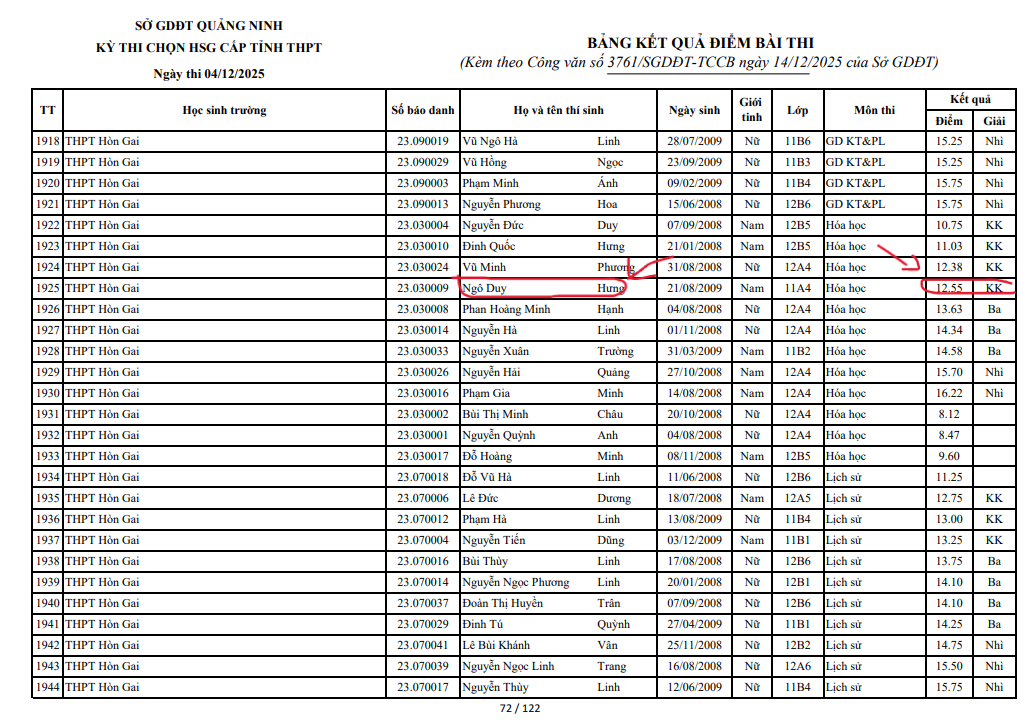 SỞ GDĐT QUẢNG NINH
KỲ THI CHỌN HSG CẤP TỈNH THPT
Ngày thi 04/12/2025
BẢNG KẾT QUẢ ĐIỂM BÀI THI
(Kèm theo Công văn số 3761/SGDĐT-TCCB ngày 14/12/2025 của Sở GDĐT)
TT Học sinh trường Số báo danh Họ và tên thí sinh Ngày sinh Giới tính Lớp Môn thi Kết quả
Điểm Giải
1918 THPT Hòn Gai 23.090019 Vũ Ngô Hà Linh 28/07/2009 Nữ 11B6 GD KT&PL 15.25 Nhì
1919 THPT Hòn Gai 23.090029 Vũ Hồng Ngọc 23/09/2009 Nữ 11B3 GD KT&PL 15.25 Nhì
1920 THPT Hòn Gai 23.090003 Phạm Minh Ánh 09/02/2009 Nữ 11B4 GD KT&PL 15.75 Nhì
1921 THPT Hòn Gai 23.090013 Nguyễn Phương Hoa 15/06/2008 Nữ 12B6 GD KT&PL 15.75 Nhì
1922 THPT Hòn Gai 23.030004 Nguyễn Đức Duy 07/09/2008 Nam 12B5 Hóa học 10.75 KK
1923 THPT Hòn Gai 23.030010 Đinh Quốc Hưng 21/01/2008 Nam 12B5 Hóa học 11.03 KK
1924 THPT Hòn Gai 23.030024 Vũ Minh Phương 31/08/2008 Nữ 12A4 Hóa học 12.38 KK
1925 THPT Hòn Gai 23.030009 Ngô Duy Hưng 21/08/2009 Nam 11A4 Hóa học 12.55 KK
1926 THPT Hòn Gai 23.030008 Phan Hoàng Minh Hạnh 04/08/2008 Nữ 12A4 Hóa học 13.63 Ba
1927 THPT Hòn Gai 23.030014 Nguyễn Hà Linh 01/11/2008 Nữ 12A4 Hóa học 14.34 Ba
1928 THPT Hòn Gai 23.030033 Nguyễn Xuân Trường 31/03/2009 Nam 11B2 Hóa học 14.58 Ba
1929 THPT Hòn Gai 23.030026 Nguyễn Hải Quảng 27/10/2008 Nam 12A4 Hóa học 15.70 Nhì
1930 THPT Hòn Gai 23.030016 Phạm Gia Minh 14/08/2008 Nam 12A4 Hóa học 16.22 Nhì
1931 THPT Hòn Gai 23.030002 Bùi Thị Minh Châu 20/10/2008 Nữ 12A4 Hóa học 8.12
1932 THPT Hòn Gai 23.030001 Nguyễn Quỳnh Anh 04/08/2008 Nữ 12A4 Hóa học 8.47
1933 THPT Hòn Gai 23.030017 Đỗ Hoàng Minh 08/11/2008 Nam 12B5 Hóa học 9.60
1934 THPT Hòn Gai 23.070018 Đỗ Vũ Hà Linh 11/06/2008 Nữ 12B6 Lịch sử 11.25
1935 THPT Hòn Gai 23.070006 Lê Đức Dương 18/07/2008 Nam 12A5 Lịch sử 12.75 KK
1936 THPT Hòn Gai 23.070012 Phạm Hà Linh 13/08/2009 Nữ 11B4 Lịch sử 13.00 KK
1937 THPT Hòn Gai 23.070004 Nguyễn Tiến Dũng 03/12/2009 Nam 11B1 Lịch sử 13.25 KK
1938 THPT Hòn Gai 23.070016 Bùi Thùy Linh 17/08/2008 Nữ 12B6 Lịch sử 13.75 Ba
1939 THPT Hòn Gai 23.070014 Nguyễn Ngọc Phương Linh 20/01/2008 Nữ 12B1 Lịch sử 14.10 Ba
1940 THPT Hòn Gai 23.070037 Đoàn Thị Huyền Trân 07/09/2008 Nữ 12B6 Lịch sử 14.10 Ba
1941 THPT Hòn Gai 23.070029 Đinh Tú Quỳnh 27/04/2009 Nữ 11B1 Lịch sử 14.25 Ba
1942 THPT Hòn Gai 23.070041 Lê Bùi Khánh Vân 25/11/2008 Nữ 12B2 Lịch sử 14.75 Nhì
1943 THPT Hòn Gai 23.070039 Nguyễn Ngọc Linh Trang 16/08/2008 Nữ 12A6 Lịch sử 15.50 Nhì
1944 THPT Hòn Gai 23.070017 Nguyễn Thùy Linh 12/06/2009 Nữ 11B4 Lịch sử 15.75 Nhì
72 / 122